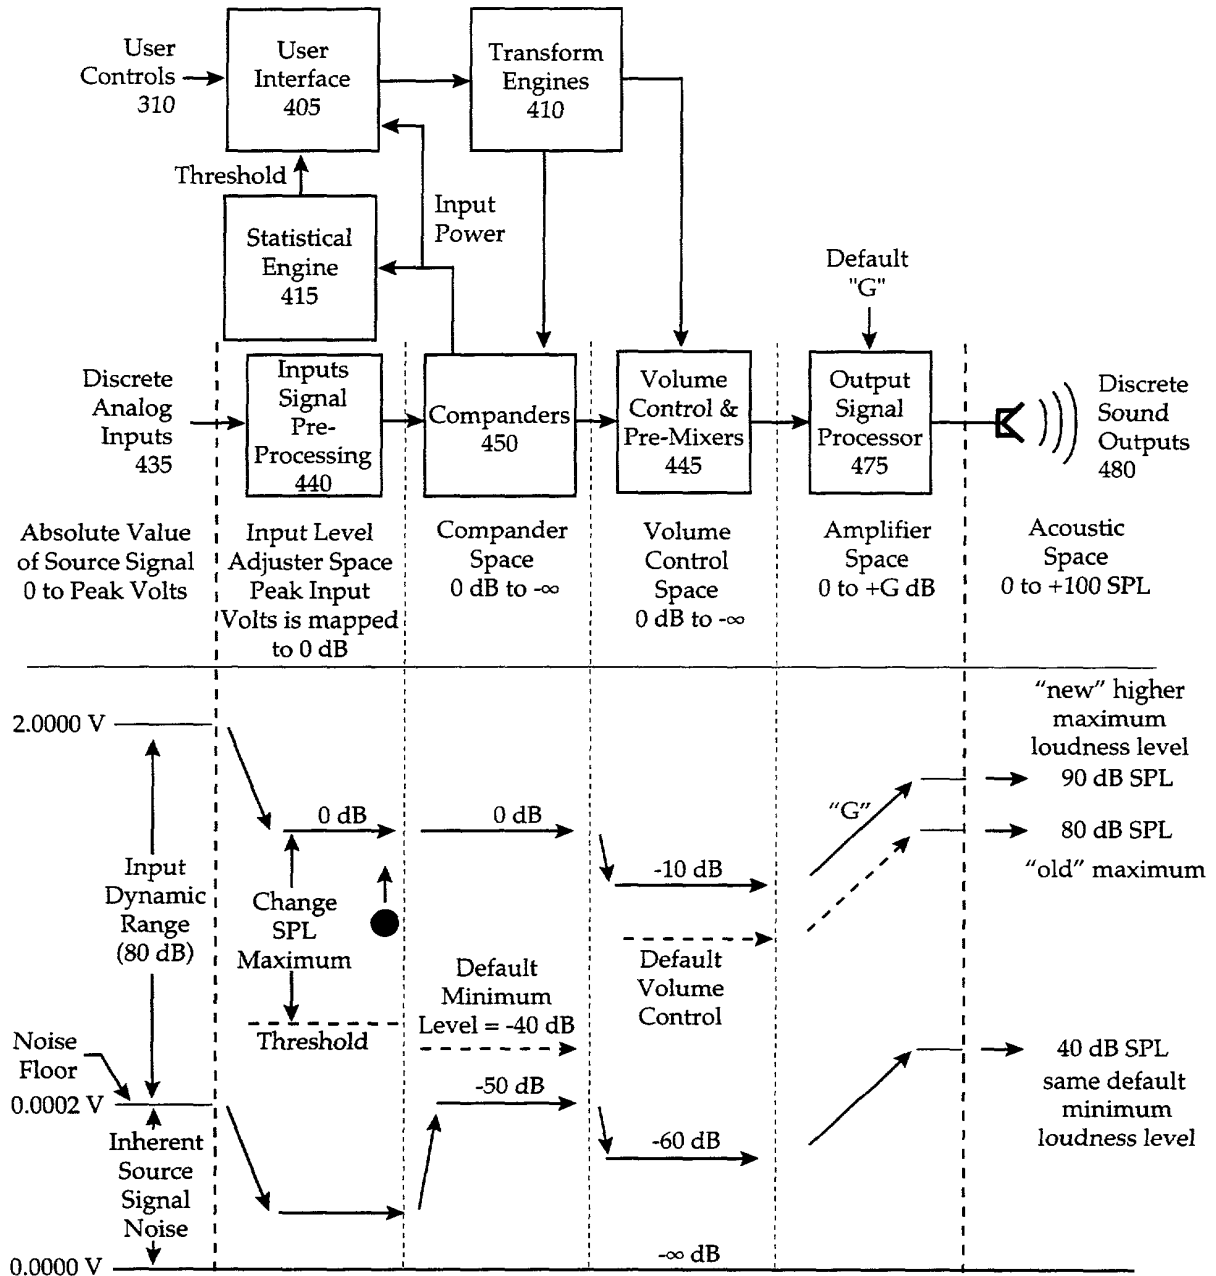 User
Controls
310
User
Interface
405
Transform
Engines
410
Threshold
Input
Power
Statistical
Engine
415
Default
"G"
Discrete
Analog
Inputs
435
Inputs
Signal
Pre-
Processing
440
Companders
450
Volume
Control &
Pre-Mixers
445
Output
Signal
Processor
475
Discrete
Sound
Outputs
480
Absolute Value
of Source Signal
0 to Peak Volts
Input Level
Adjuster Space
Peak Input
Volts is mapped
to 0 dB
Compander
Space
0 dB to -∞
Volume
Control
Space
0 dB to -∞
Amplifier
Space
0 to +G dB
Acoustic
Space
0 to +100 SPL
2.0000 V
Input
Dynamic
Range
(80 dB)
Noise
Floor
0.0002 V
Inherent
Source
Signal
Noise
0.0000 V
0 dB
Change
SPL
Maximum
Threshold
0 dB
Default
Minimum
Level = -40 dB
-50 dB
-10 dB
Default
Volume
Control
-60 dB
-∞ dB
“G”
“new” higher
maximum
loudness level
90 dB SPL
80 dB SPL
“old” maximum
40 dB SPL
same default
minimum
loudness level